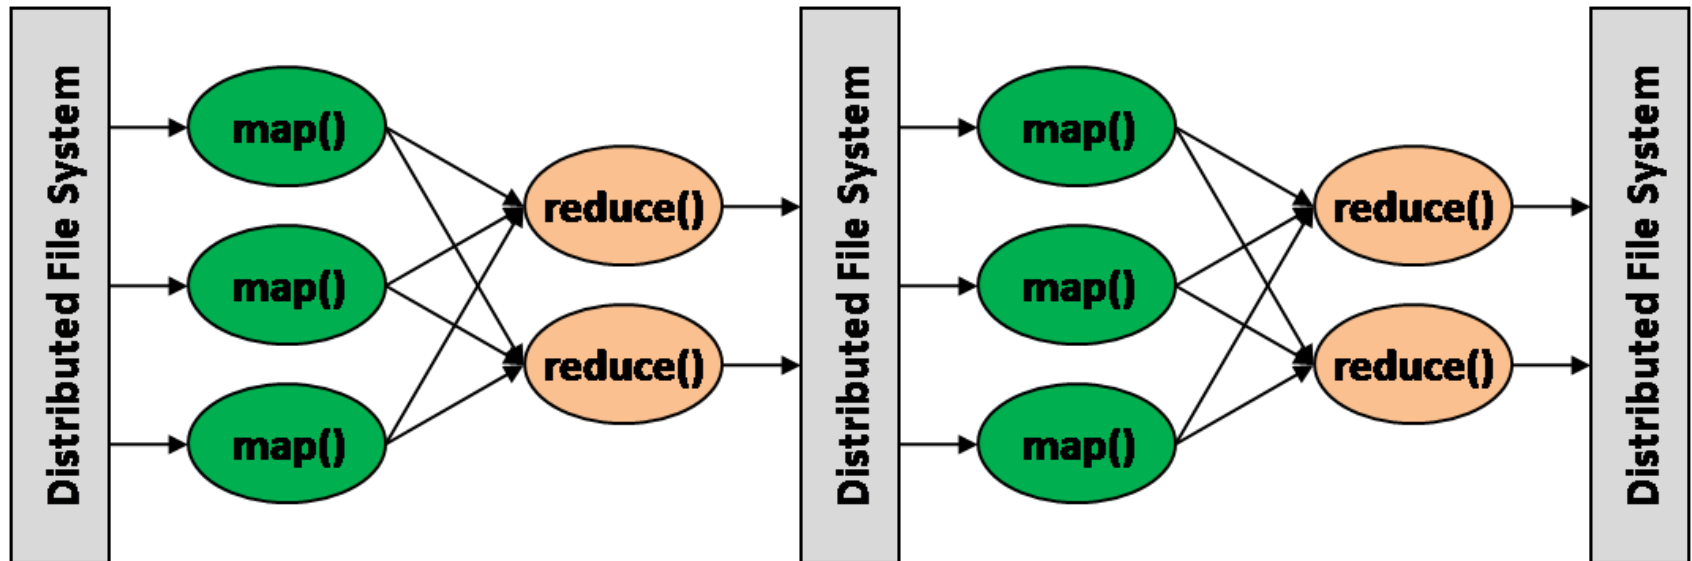 Distributed File System
map()
map()
map()
reduce()
reduce()
Distributed File System
map()
map()
map()
reduce()
reduce()
Distributed File System